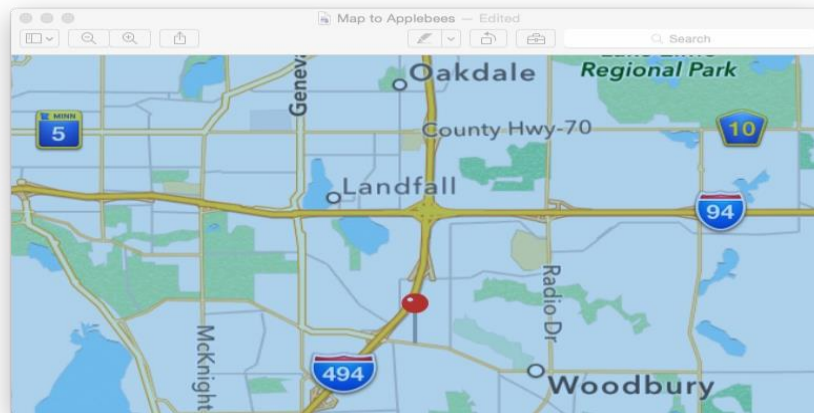 Map to Applebees — Edited
Search
Oakdale
Regional Park
Geneva
MINN
5
County Hwy-70
10
Landfall
94
Radio Dr
McKnight
494
Woodbury